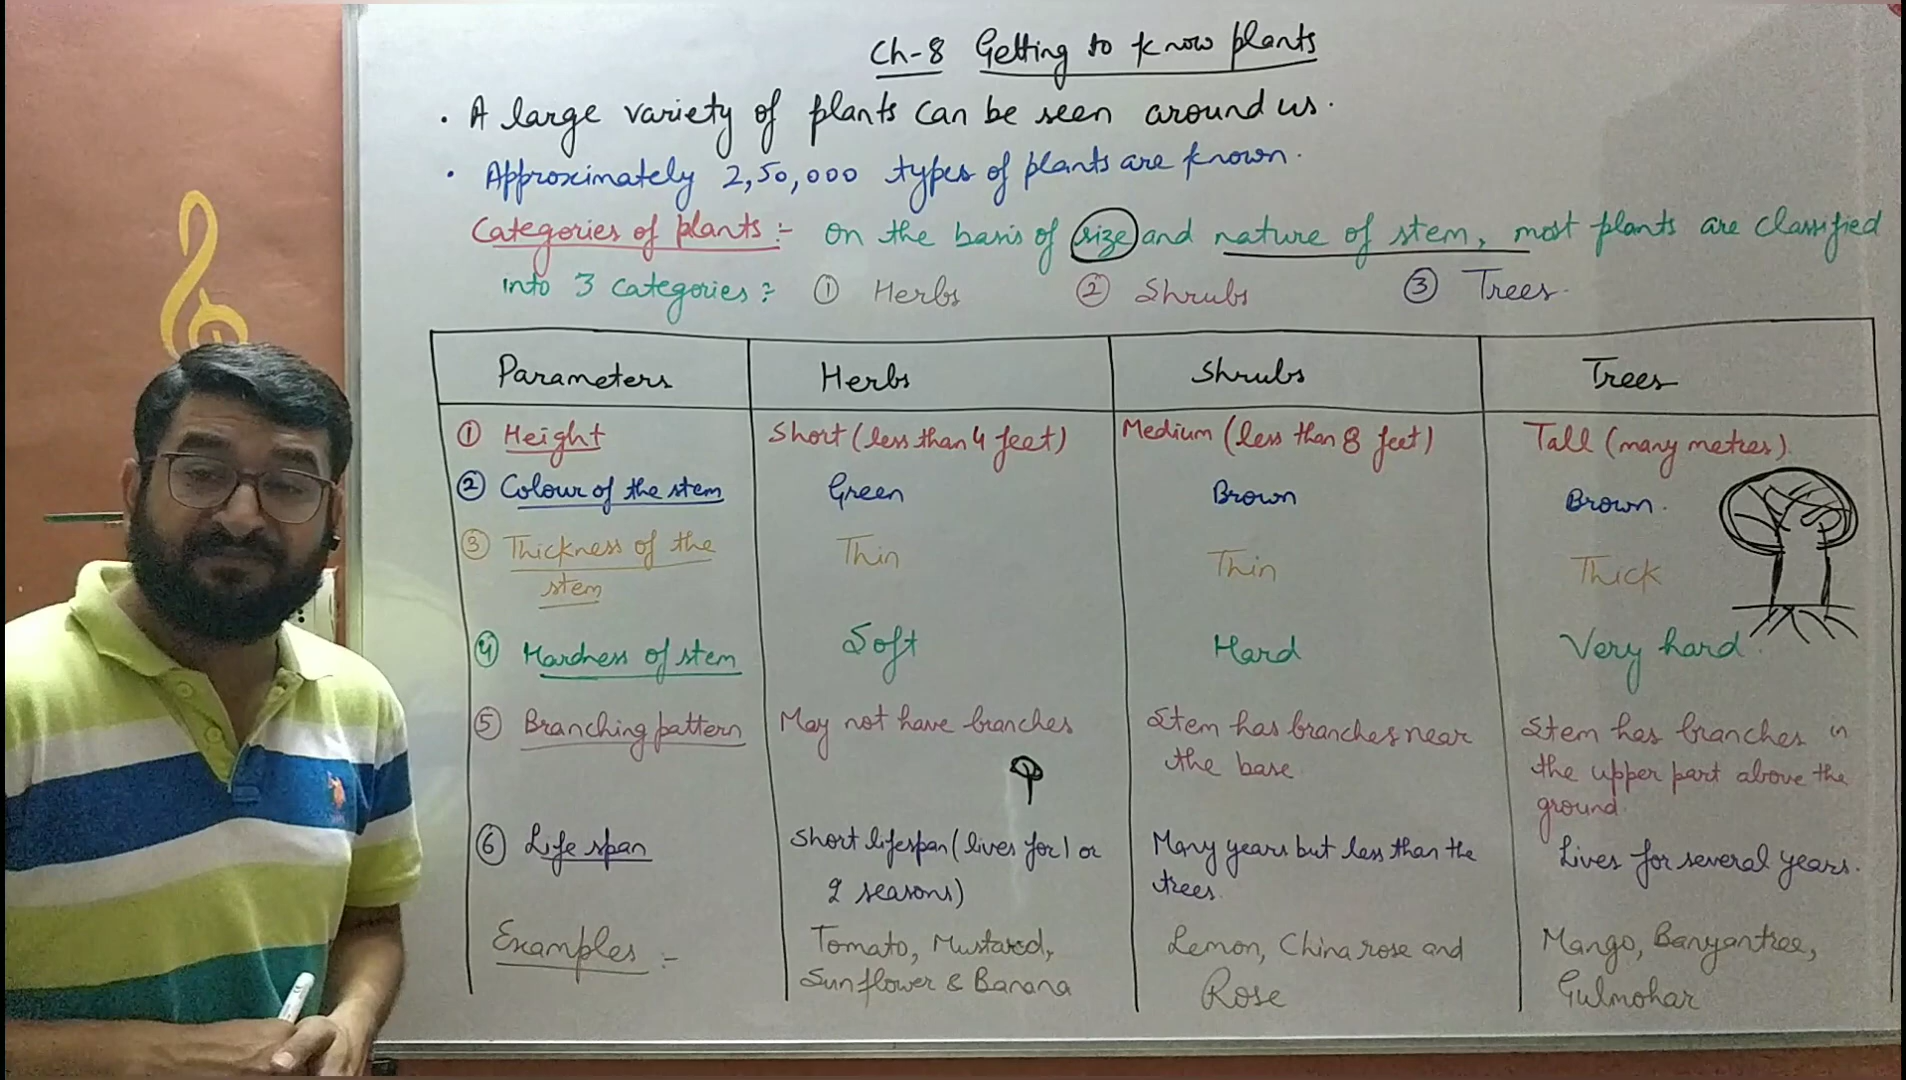 Ch-8 Getting to know plants
• A large variety of plants can be seen around us.
• Approximately 2,50,000 types of plants are known.
Categories of plants:- On the basis of size and nature of stem, most plants are classified
into 3 categories:- ① Herbs ② Shrubs ③ Trees.
Parameters Herbs Shrubs Trees
① Height Short (less than 4 feet) Medium (less than 8 feet) Tall (many metres).
② Colour of the stem Green Brown Brown.
③ Thickness of the stem Thin Thin Thick
④ Hardness of stem Soft Hard Very hard.
⑤ Branching pattern May not have branches Stem has branches near the base. Stem has branches in the upper part above the ground.
⑥ Life span Short lifespan (lives for 1 or 2 seasons) Many years but less than the trees. Lives for several years.
Examples:- Tomato, Mustard, Sunflower & Banana Lemon, China rose and Rose Mango, Banyantree, Gulmohar